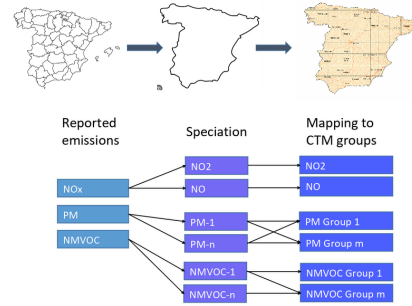 Reported
emissions
Speciation
Mapping to
CTM groups
NOx
PM
NMVOC
NO2
NO
PM-1
PM-n
NMVOC-1
NMVOC-n
NO2
NO
PM Group 1
PM Group m
NMVOC Group 1
NMVOC Group m